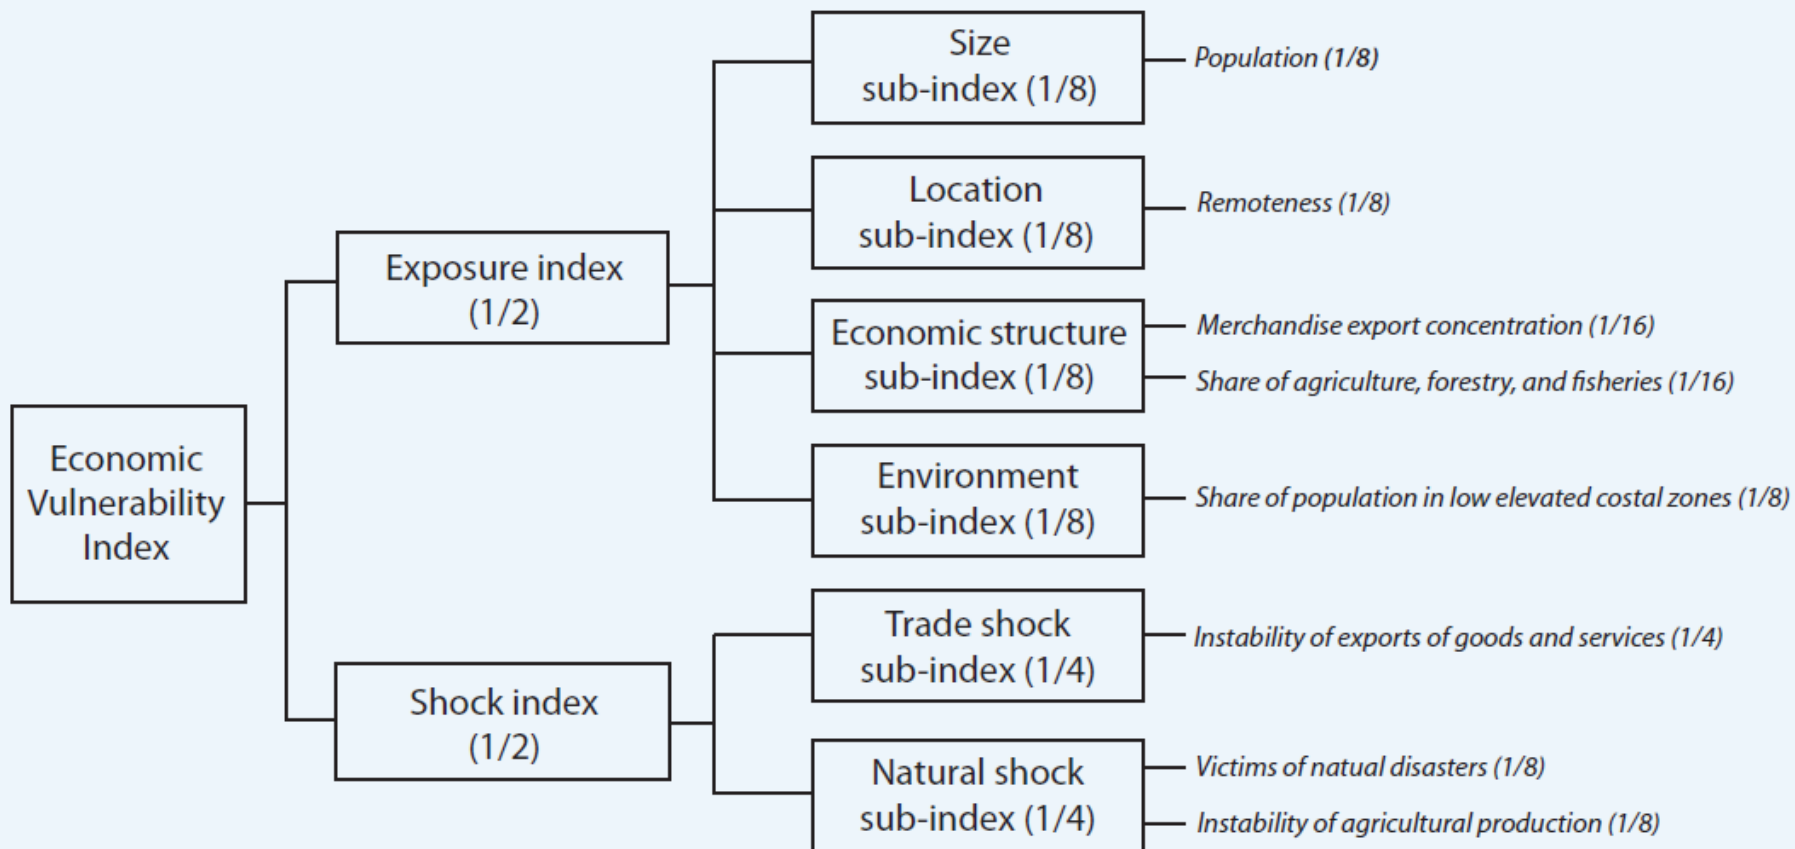 Economic
Vulnerability
Index
Exposure index
(1/2)
Shock index
(1/2)
Size
sub-index (1/8)
Population (1/8)
Location
sub-index (1/8)
Remoteness (1/8)
Economic structure
sub-index (1/8)
Merchandise export concentration (1/16)
Share of agriculture, forestry, and fisheries (1/16)
Environment
sub-index (1/8)
Share of population in low elevated costal zones (1/8)
Trade shock
sub-index (1/4)
Instability of exports of goods and services (1/4)
Natural shock
sub-index (1/4)
Victims of natual disasters (1/8)
Instability of agricultural production (1/8)